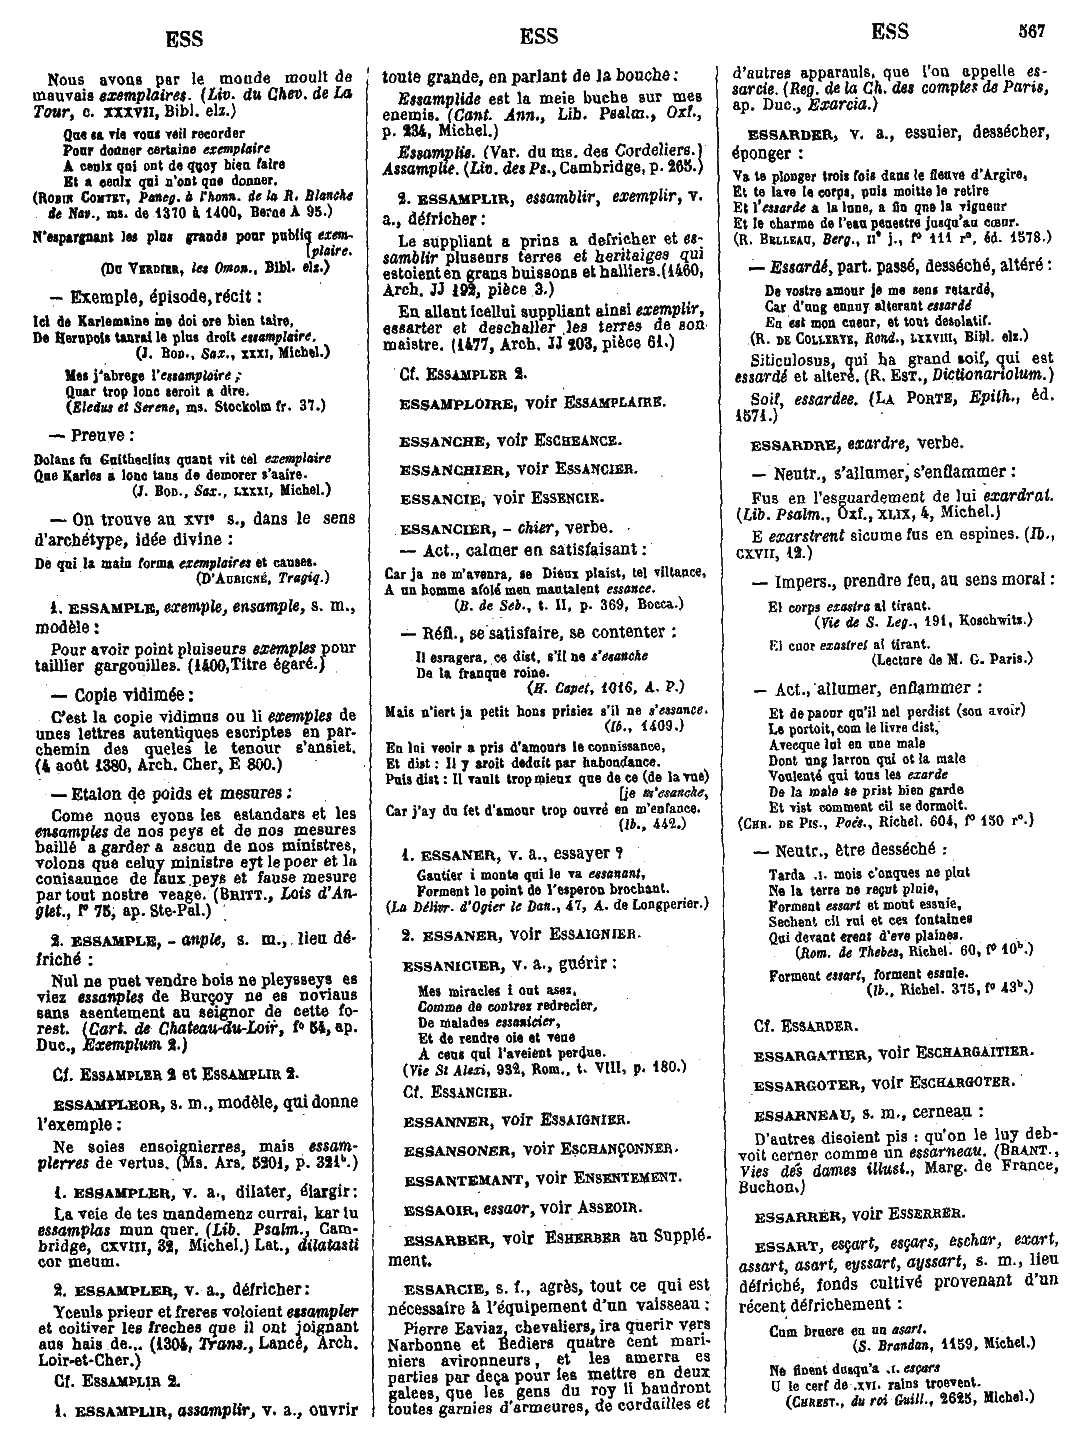 ESS
ESS
ESS 567
Nous avons par le monde moult de
mauvais exemplaires. (Liv. du Chev. de La
Tour, c. XXXVII, Bibl. elz.)
Que sa vie vous veil recorder
Pour donner certaine exemplaire
A ceulx qui ont de quoy bien faire
Et a ceulx qui n'ont que donner.
(ROBIN CONTET, Paneg. à l'honn. de la R. Blanche
de Nav., ms. de 1370 à 1400, Berne A 95.)
N'espargnant les plus grands pour publiq exem-
[plaire.
(DU VERDIER, les Omon., Bibl. elz.)
— Exemple, épisode, récit :
Ici de Karlemaine me doi ore bien taire,
De Herupois tanrai le plus droit essamplaire.
(J. BOD., Sax., XXXI, Michel.)
Mes j'abrege l'essamploire ;
Quar trop lonc seroit a dire.
(Eledus et Serene, ms. Stockolm fr. 37.)
— Preuve :
Dolans fu Guitheclins quant vit cel exemplaire
Que Karles a lonc tans de demorer s'aaire.
(J. BOD., Sax., LXXXI, Michel.)
— On trouve au XVIe s., dans le sens
d'archétype, idée divine :
De qui la main forma exemplaires et causes.
(D'AUBIGNÉ, Tragiq.)
1. ESSAMPLE, exemple, ensample, s. m.,
modèle :
Pour avoir point pluiseurs exemples pour
taillier gargouilles. (1400, Titre égaré.)
— Copie vidimée :
C'est la copie vidimus ou li exemples de
unes lettres autentiques escriptes en par-
chemin des queles le tenour s'ansiet.
(4 août 1380, Arch. Cher, E 800.)
— Etalon de poids et mesures :
Come nous eyons les estandars et les
ensamples de nos peys et de nos mesures
baillé a garder a ascun de nos ministres,
volons que celuy ministre eyt le poer et la
conisaunce de faux peys et fause mesure
par tout nostre veage. (BRITT., Lois d'An-
glet., f° 75, ap. Ste-Pal.)
2. ESSAMPLE, - anple, s. m., lieu dé-
friché :
Nul ne puet vendre bois ne pleysseys es
viez essanples de Burçoy ne es noviaus
sans asentement au seignor de cette fo-
rest. (Cart. de Chateau-du-Loir, f° 54, ap.
Duc., Exemplum 2.)
Cf. ESSAMPLER 2 et ESSAMPLIR 2.
ESSAMPLEOR, s. m., modèle, qui donne
l'exemple :
Ne soies ensoignierres, mais essam-
plerres de vertus. (Ms. Ars. 5201, p. 321b.)
1. ESSAMPLER, v. a., dilater, élargir :
La veie de tes mandemenz currai, kar tu
essamplas mun quer. (Lib. Psalm., Cam-
bridge, CXVIII, 32, Michel.) Lat., dilatasti
cor meum.
2. ESSAMPLER, v. a., défricher :
Yceuls prieur et freres voloient essampler
et coitiver les freches que il ont joignant
aus hais de... (1304, Trans., Lancé, Arch.
Loir-et-Cher.)
Cf. ESSAMPLIR 2.
1. ESSAMPLIR, assamplir, v. a., ouvrir
toute grande, en parlant de la bouche :
Essamplide est la meie buche sur mes
enemis. (Cant. Ann., Lib. Psalm., Oxf.,
p. 234, Michel.)
Essamplie. (Var. du ms. des Cordeliers.)
Assamplie. (Liv. des Ps., Cambridge, p. 265.)
2. ESSAMPLIR, essamblir, exemplir, v.
a., défricher :
Le suppliant a prins a defricher et es-
samblir pluseurs terres et heritaiges qui
estoient en grans buissons et halliers. (1460,
Arch. JJ 192, pièce 3.)
En allant icellui suppliant ainsi exemplir,
essarter et deschaller les terres de son
maistre. (1477, Arch. JJ 203, pièce 61.)
Cf. ESSAMPLER 2.
ESSAMPLOIRE, voir ESSAMPLAIRE.
ESSANCHE, voir ESCHEANCE.
ESSANCHIER, voir ESSANCIER.
ESSANCIE, voir ESSENCIE.
ESSANCIER, - chier, verbe.
— Act., calmer en satisfaisant :
Car ja ne m'avenra, se Dieux plaist, tel viltance,
A un homme afolé men mautalent essance.
(B. de Seb., t. II, p. 369, Bocca.)
— Réfl., se satisfaire, se contenter :
Il esragera, ce dist, s'il ne s'esanche
De la franque roine.
(H. Capet, 1016, A. P.)
Mais n'iert ja petit hons prisiez s'il ne s'essance.
(Ib., 1409.)
En lui veoir a pris d'amours le connissance,
Et dist : Il y aroit deduit par habondance.
Puis dist : Il vault trop mieux que de ce (de la vue)
[je m'esanche,
Car j'ay du fet d'amour trop ouvré en m'enfance.
(Ib., 442.)
1. ESSANER, v. a., essayer ?
Gautier i monte qui le va essanant,
Forment le point de l'esperon brochant.
(La Délivr. d'Ogier le Dan., 47, A. de Longperier.)
2. ESSANER, voir ESSAIGNIER.
ESSANICIER, v. a., guérir :
Mes miracles i out asez,
Comme de contrez redrecier,
De malades essanicier,
Et de rendre oie et veue
A ceus qui l'aveient perdue.
(Vie St Alexi, 932, Rom., t. VIII, p. 180.)
Cf. ESSANCIER.
ESSANNER, voir ESSAIGNIER.
ESSANSONER, voir ESCHANÇONNER.
ESSANTEMANT, voir ENSENTEMENT.
ESSAOIR, essaor, voir ASSEOIR.
ESSARBER, voir ESHERBER au Supplé-
ment.
ESSARCIE, s. f., agrès, tout ce qui est
nécessaire à l'équipement d'un vaisseau :
Pierre Eaviaz, chevaliers, ira querir vers
Narbonne et Bediers quatre cent mari-
niers avironneurs, et les amerra es
parties par deça pour les mettre en deux
galees, que les gens du roy li baudront
toutes garnies d'armeures, de cordailles et
d'autres apparauls, que l'on appelle es-
sarcie. (Reg. de la Ch. des comptes de Paris,
ap. Duc., Exarcia.)
ESSARDER, v. a., essuier, dessécher,
éponger :
Va te plonger trois fois dans le fleuve d'Argire,
Et te lave le corps, puis moitte le retire
Et l'essarde a la lune, a fin que la vigueur
Et le charme de l'eau penestre jusqu'au cœur.
(R. BELLEAU, Berg., IIe j., f° 111 r°, éd. 1578.)
— Essardé, part. passé, desséché, altéré :
De vostre amour je me sens retardé,
Car d'ung ennuy alterant essardé
En est mon cueur, et tout desolatif.
(R. DE COLLERYE, Rond., LXXVIII, Bibl. elz.)
Siticulosus, qui ha grand soif, qui est
essardé et alteré. (R. EST., Dictionariolum.)
Soif, essardee. (LA PORTE, Epith., éd.
1571.)
ESSARDRE, exardre, verbe.
— Neutr., s'allumer, s'enflammer :
Fus en l'esguardement de lui exardrat.
(Lib. Psalm., Oxf., XLIX, 4, Michel.)
E exarstrent sicume fus en espines. (Ib.,
CXVII, 12.)
— Impers., prendre feu, au sens moral :
El corps exastra al tirant.
(Vie de S. Leg., 191, Koschwitz.)
El cuor exastret al tirant.
(Lecture de M. G. Paris.)
— Act., allumer, enflammer :
Et de paour qu'il nel perdist (son avoir)
Le portoit, com le livre dist,
Avecque lui en une male
Dont ung larron qui ot la male
Voulenté qui tous les exarde
De la male se prist bien garde
Et vist comment cil se dormoit.
(CHR. DE PIS., Poés., Richel. 604, f° 130 r°.)
— Neutr., être desséché :
Tarda .I. mois c'onques ne plut
Ne la terre ne reçut pluie,
Forment essart et mout essuie,
Sechent cil rui et ces fontaines
Qui devant erent d'eve plaines.
(Rom. de Thebes, Richel. 60, f° 10b.)
Forment essart, forment essuie.
(Ib., Richel. 375, f° 43b.)
Cf. ESSARDER.
ESSARGATIER, voir ESCHARGAITIER.
ESSARGOTER, voir ESCHARGOTER.
ESSARNEAU, s. m., cerneau :
D'autres disoient pis : qu'on le luy deb-
voit cerner comme un essarneau. (BRANT.,
Vies des dames illust., Marg. de France,
Buchon.)
ESSARRER, voir ESSERRER.
ESSART, esçart, esçars, eschar, exart,
assart, asart, eyssart, ayssart, s. m., lieu
défriché, fonds cultivé provenant d'un
récent défrichement :
Cum bruere en un asart.
(S. Brandan, 1159, Michel.)
Ne finent dusqu'a .I. esçars
U le cerf de .XVI. rains troevent.
(CHREST., du roi Guill., 2625, Michel.)